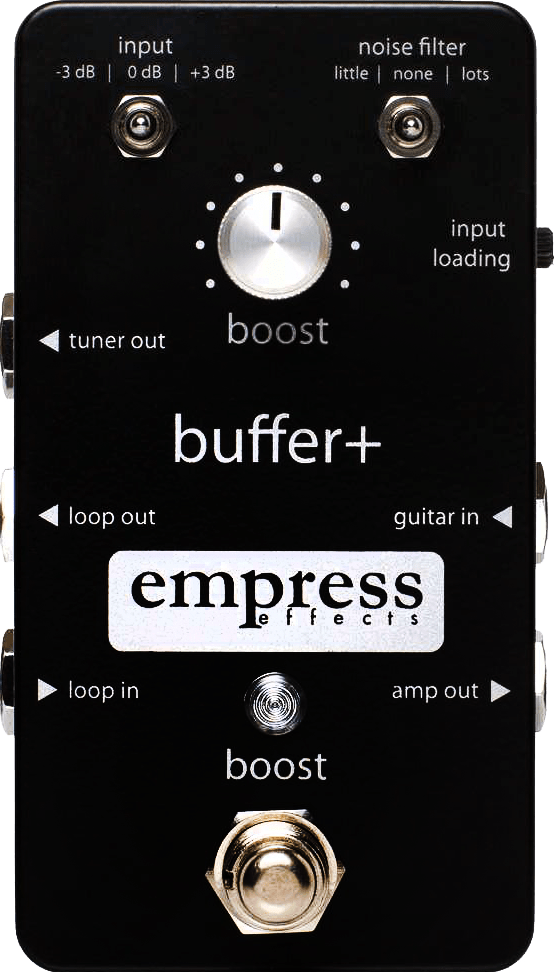 input
-3 dB | 0 dB | +3 dB
noise filter
little | none | lots
input
loading
boost
tuner out
buffer+
loop out
guitar in
empress
effects
loop in
amp out
boost